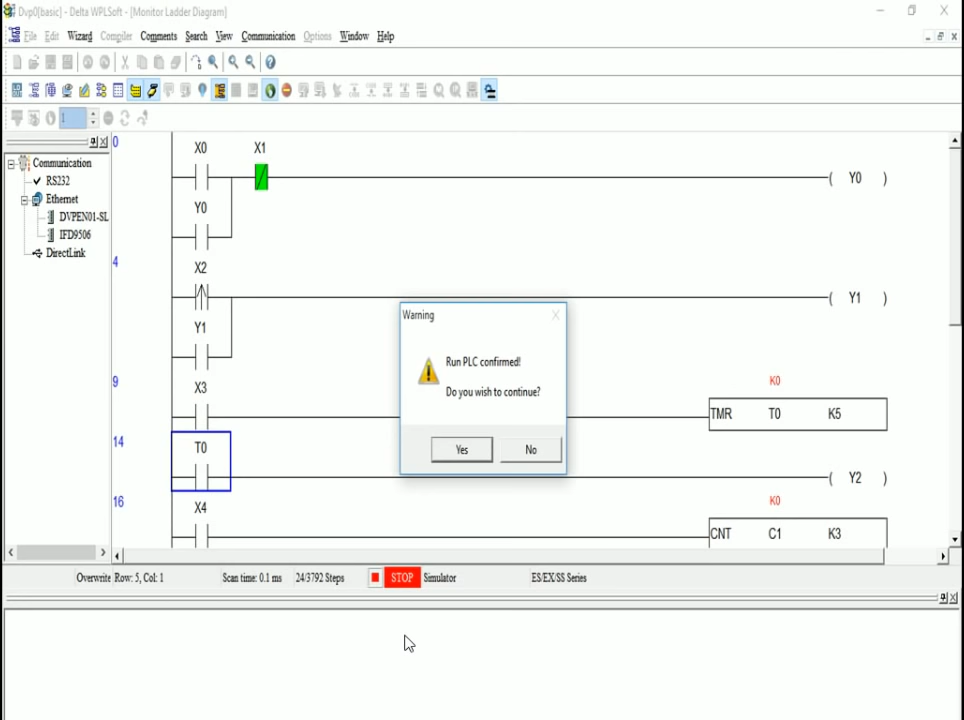 Dvp0(basic) - Delta WPLSoft - [Monitor Ladder Diagram]
File Edit Wizard Compiler Comments Search View Communication Options Window Help
1
Communication
RS232
Ethernet
DVPEN01-SL
IFD9506
DirectLink
0
X0 X1
Y0
Y0
4
X2
Y1
Y1
9
X3
K0
TMR T0 K5
14
T0
Y2
16
X4
K0
CNT C1 K3
Warning
Run PLC confirmed!
Do you wish to continue?
Yes No
Overwrite Row: 5, Col: 1 Scan time: 0.1 ms 24/3792 Steps STOP Simulator ES/EX/SS Series